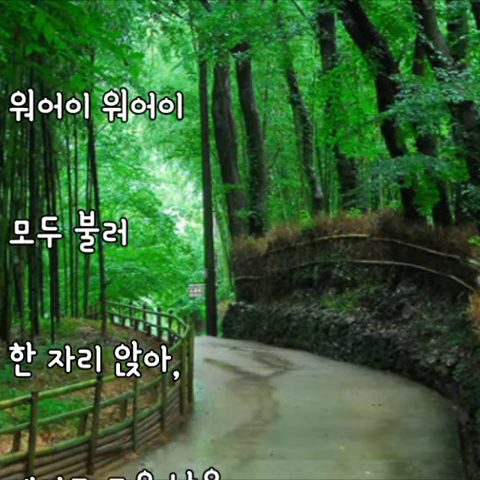 워어이 워어이
모두 불러
한 자리 앉아,